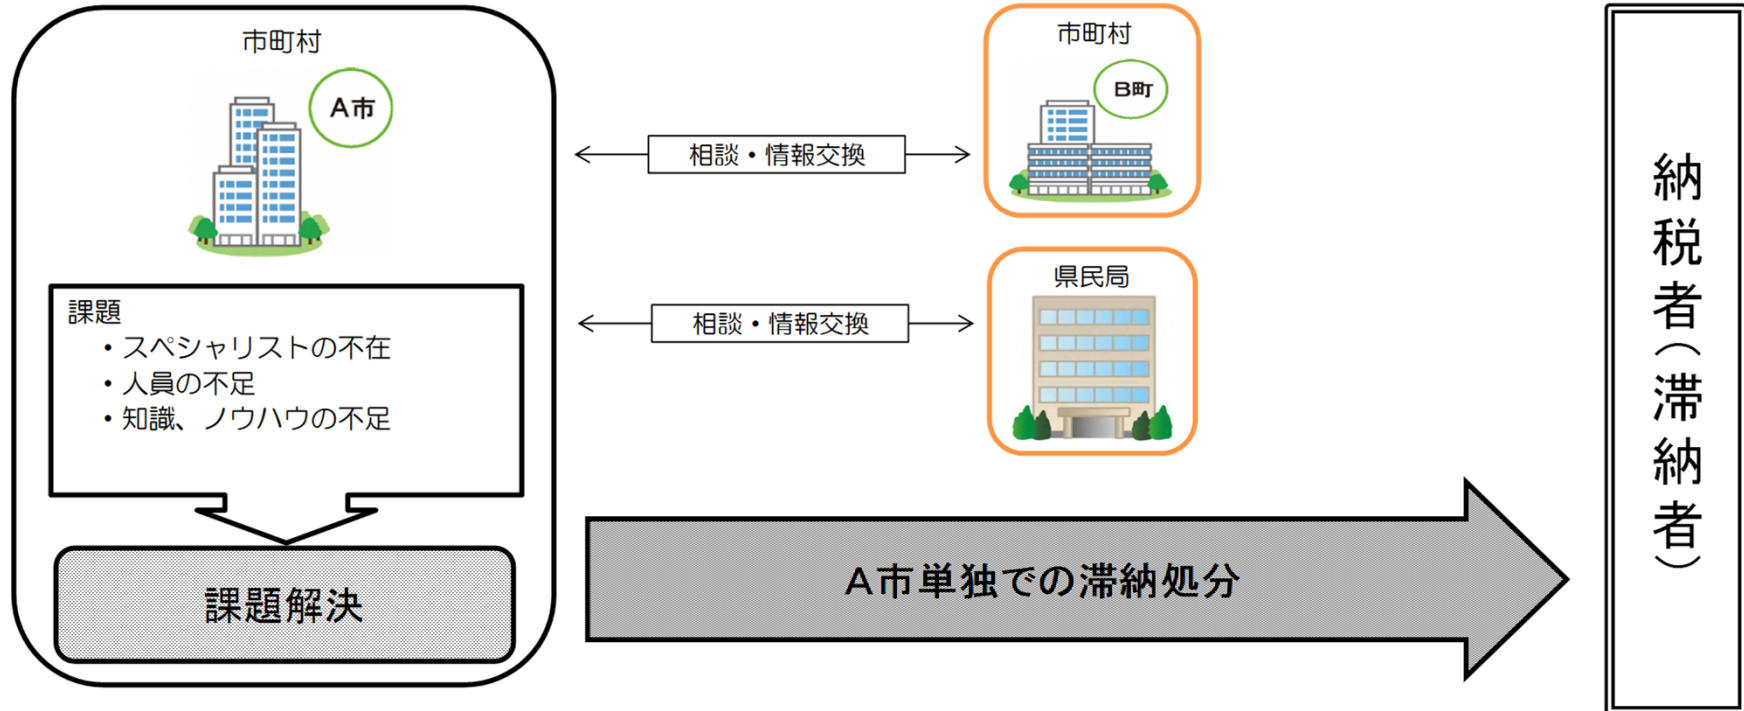 市町村
A市
課題
・スペシャリストの不在
・人員の不足
・知識、ノウハウの不足
課題解決
相談・情報交換
市町村
B町
相談・情報交換
県民局
A市単独での滞納処分
納税者(滞納者)